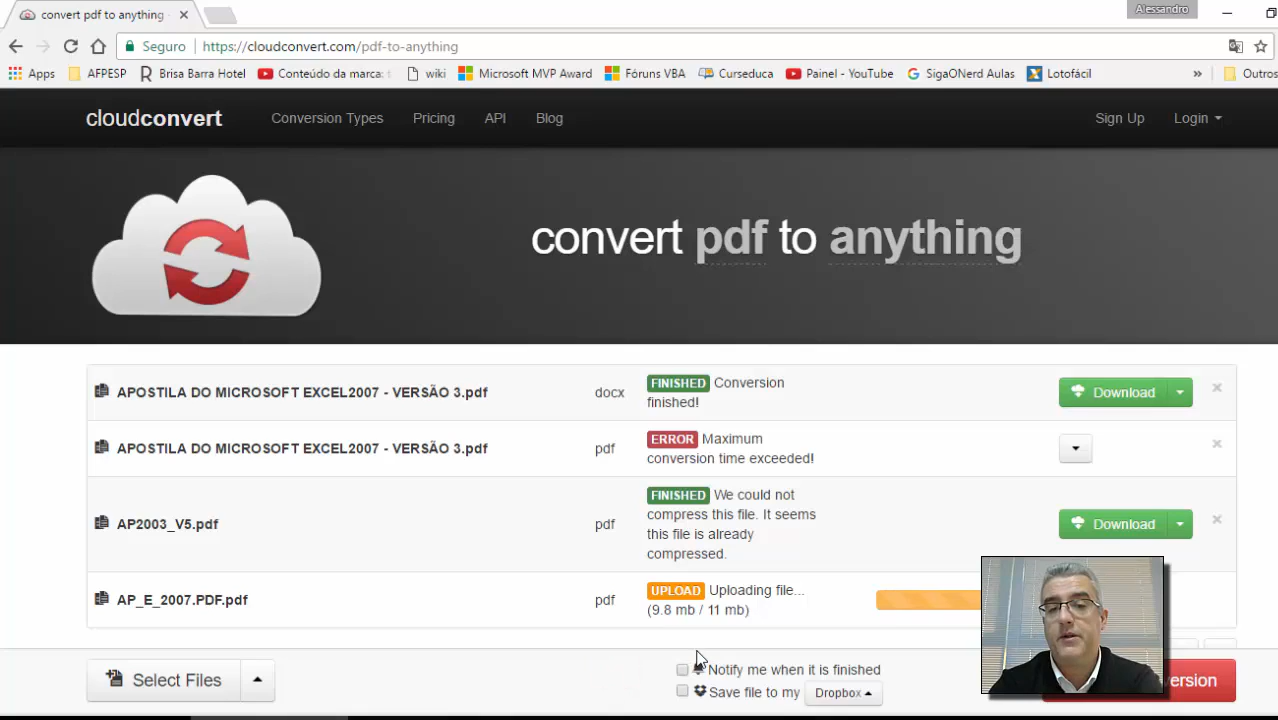 convert pdf to anything
Alessandro
Seguro
https://cloudconvert.com/pdf-to-anything
Apps AFPESP Brisa Barra Hotel Conteúdo da marca: wiki Microsoft MVP Award Fóruns VBA Curseduca Painel - YouTube SigaONerd Aulas Lotofácil » Outros
cloudconvert Conversion Types Pricing API Blog Sign Up Login
convert pdf to anything
APOSTILA DO MICROSOFT EXCEL2007 - VERSÃO 3.pdf docx FINISHED Conversion
finished!
Download
APOSTILA DO MICROSOFT EXCEL2007 - VERSÃO 3.pdf pdf ERROR Maximum
conversion time exceeded!
AP2003_V5.pdf pdf FINISHED We could not
compress this file. It seems
this file is already
compressed.
Download
AP_E_2007.PDF.pdf pdf UPLOAD Uploading file...
(9.8 mb / 11 mb)
Select Files
Notify me when it is finished
Save file to my Dropbox
version